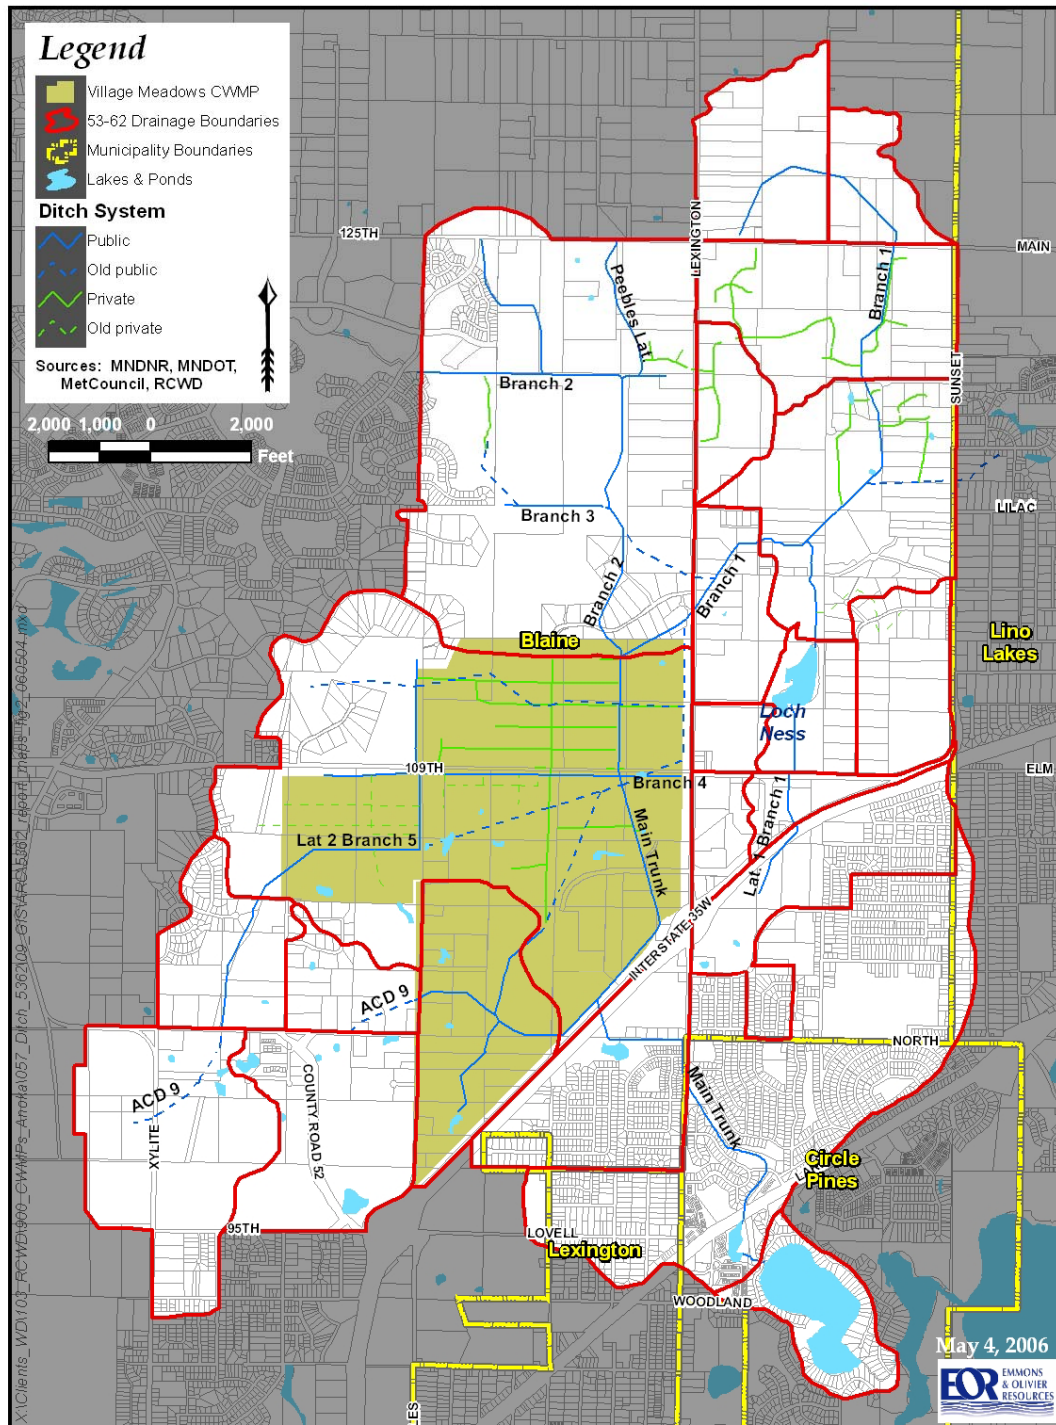 Legend
Village Meadows CWMP
53-62 Drainage Boundaries
Municipality Boundaries
Lakes & Ponds
Ditch System
Public
Old public
Private
Old private
Sources: MNDNR, MNDOT,
MetCouncil, RCWD
2,000 1,000 0 2,000
Feet
125TH
LEXINGTON
MAIN
Peebles Lat.
Branch 1
SUNSET
Branch 2
LILAC
Branch 3
Branch 2
Branch 1
Blaine
Lino
Lakes
Loch
Ness
109TH
ELM
Branch 4
Lat 2 Branch 5
Main Trunk
Lat. 1 Branch 1
INTERSTATE 35W
ACD 9
NORTH
ACD 9
XYLITE
COUNTY ROAD 52
Main Trunk
Circle
Pines
95TH
LOVELL
Lexington
WOODLAND
May 4, 2006
EOR
EMMONS
& OLIVIER
RESOURCES